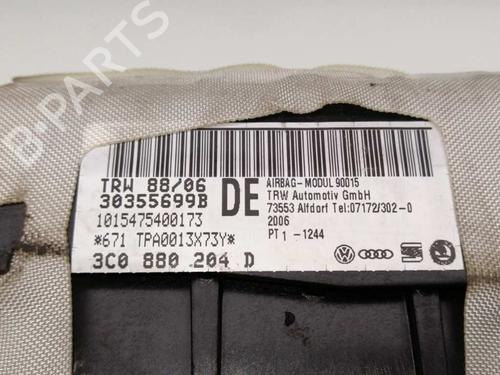 B-PARTS
TRW 88/06
30355699B
1015475400173
*671 TPA0013X73Y*
3C0 880 204 D
DE
AIRBAG-MODUL 90015
TRW Automotiv GmbH
73553 Alfdorf Tel:07172/302-0
2006
PT1 -1244